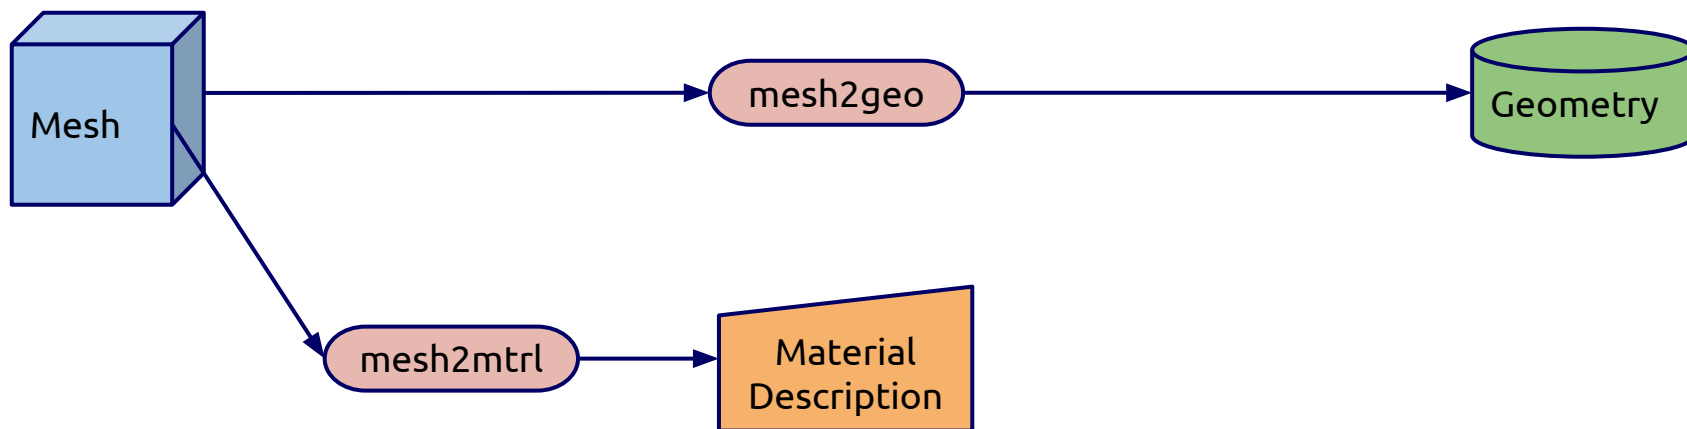 Mesh
mesh2geo
Geometry
mesh2mtrl
Material
Description